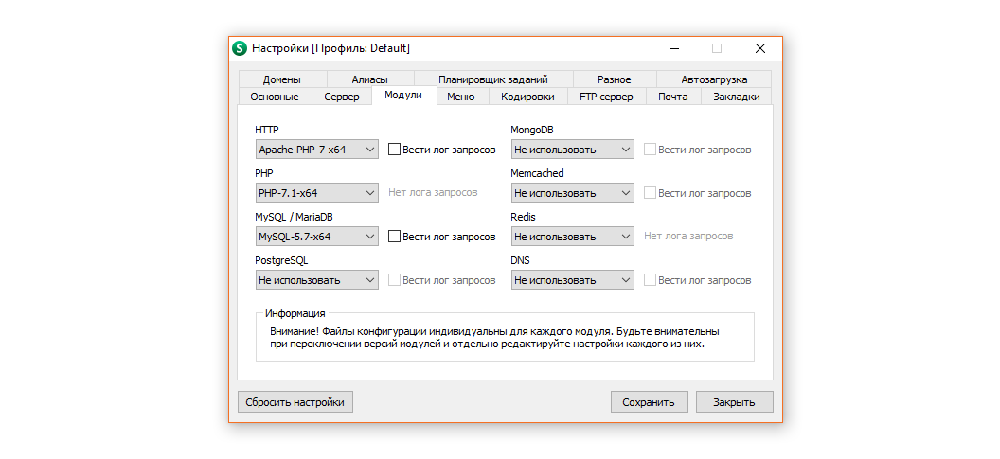 S Настройки [Профиль: Default]
Домены Алиасы Планировщик заданий Разное Автозагрузка
Основные Сервер Модули Меню Кодировки FTP сервер Почта Закладки
HTTP MongoDB
Apache-PHP-7-x64 Вести лог запросов Не использовать Вести лог запросов
PHP Memcached
PHP-7.1-x64 Нет лога запросов Не использовать Вести лог запросов
MySQL / MariaDB Redis
MySQL-5.7-x64 Вести лог запросов Не использовать Нет лога запросов
PostgreSQL DNS
Не использовать Вести лог запросов Не использовать Вести лог запросов
Информация
Внимание! Файлы конфигурации индивидуальны для каждого модуля. Будьте внимательны
при переключении версий модулей и отдельно редактируйте настройки каждого из них.
Сбросить настройки Сохранить Закрыть